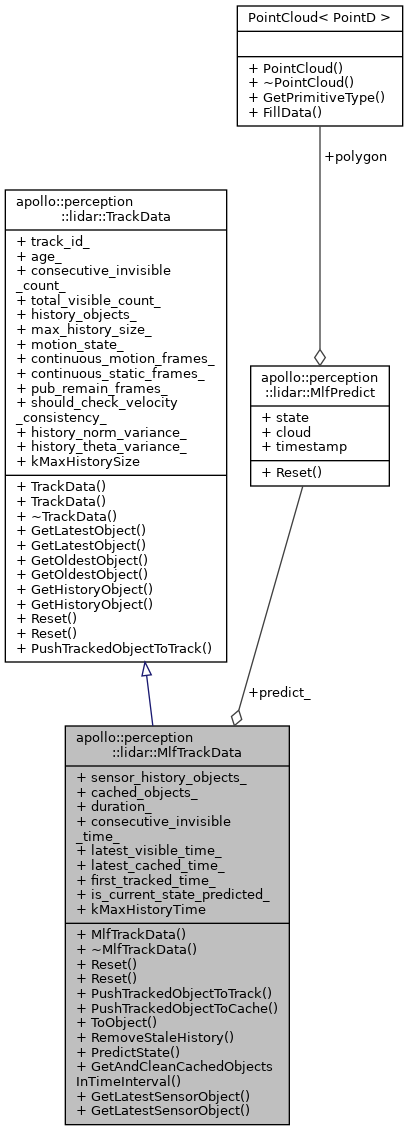 PointCloud< PointD >
+ PointCloud()
+ ~PointCloud()
+ GetPrimitiveType()
+ FillData()
+polygon
apollo::perception
::lidar::TrackData
+ track_id_
+ age_
+ consecutive_invisible
_count_
+ total_visible_count_
+ history_objects_
+ max_history_size_
+ motion_state_
+ continuous_motion_frames_
+ continuous_static_frames_
+ pub_remain_frames_
+ should_check_velocity
_consistency_
+ history_norm_variance_
+ history_theta_variance_
+ kMaxHistorySize
+ TrackData()
+ TrackData()
+ ~TrackData()
+ GetLatestObject()
+ GetLatestObject()
+ GetOldestObject()
+ GetOldestObject()
+ GetHistoryObject()
+ GetHistoryObject()
+ Reset()
+ Reset()
+ PushTrackedObjectToTrack()
apollo::perception
::lidar::MlfPredict
+ state
+ cloud
+ timestamp
+ Reset()
+predict_
apollo::perception
::lidar::MlfTrackData
+ sensor_history_objects_
+ cached_objects_
+ duration_
+ consecutive_invisible
_time_
+ latest_visible_time_
+ latest_cached_time_
+ first_tracked_time_
+ is_current_state_predicted_
+ kMaxHistoryTime
+ MlfTrackData()
+ ~MlfTrackData()
+ Reset()
+ Reset()
+ PushTrackedObjectToTrack()
+ PushTrackedObjectToCache()
+ ToObject()
+ RemoveStaleHistory()
+ PredictState()
+ GetAndCleanCachedObjects
InTimeInterval()
+ GetLatestSensorObject()
+ GetLatestSensorObject()